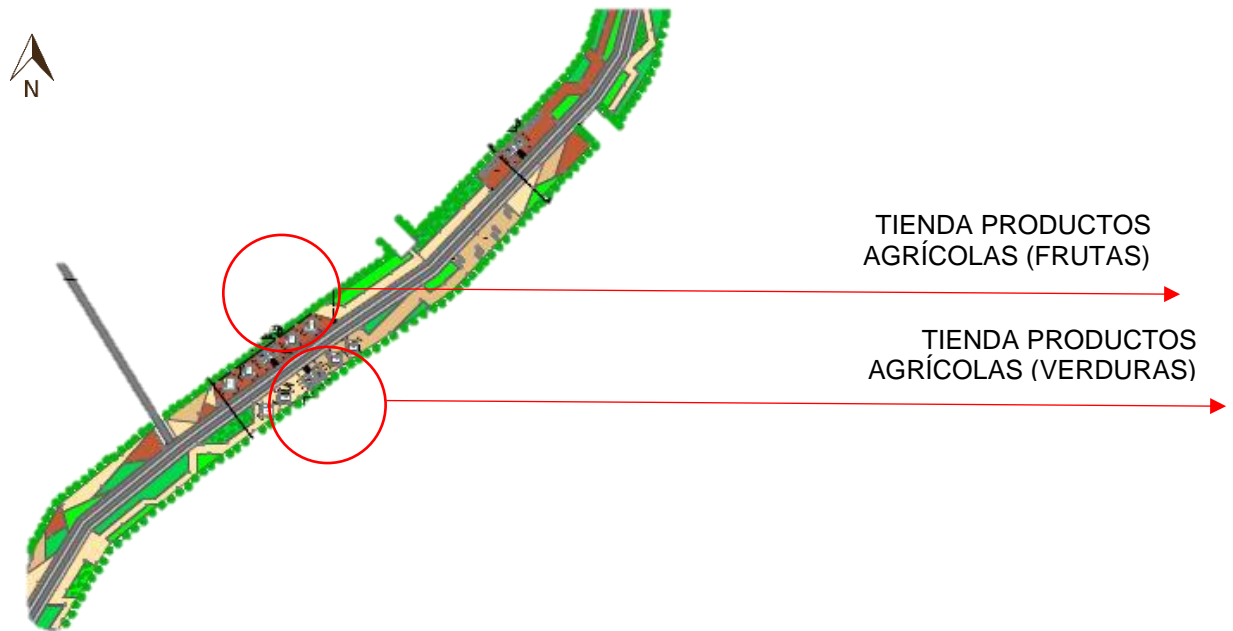 N
TIENDA PRODUCTOS
AGRÍCOLAS (FRUTAS)
TIENDA PRODUCTOS
AGRÍCOLAS (VERDURAS)